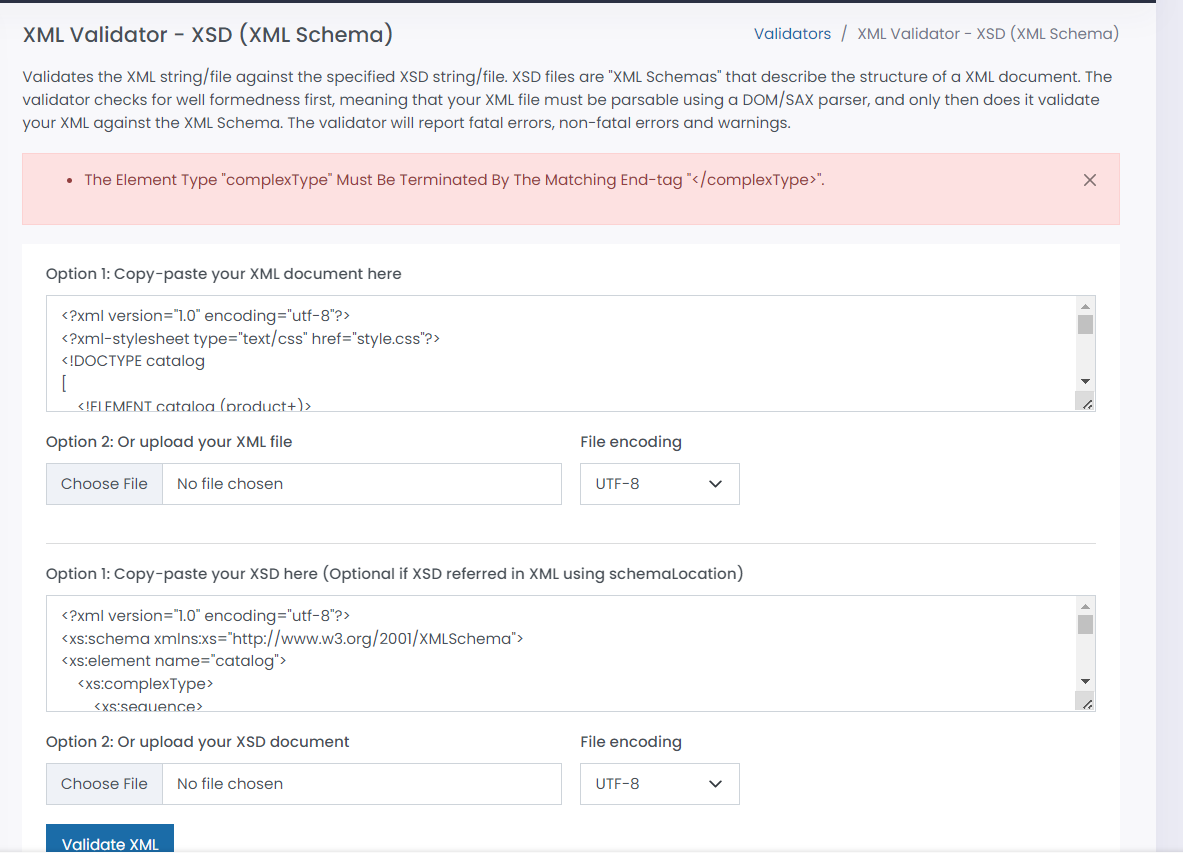 XML Validator - XSD (XML Schema)
Validators / XML Validator - XSD (XML Schema)
Validates the XML string/file against the specified XSD string/file. XSD files are "XML Schemas" that describe the structure of a XML document. The
validator checks for well formedness first, meaning that your XML file must be parsable using a DOM/SAX parser, and only then does it validate
your XML against the XML Schema. The validator will report fatal errors, non-fatal errors and warnings.
• The Element Type "complexType" Must Be Terminated By The Matching End-tag "</complexType>".
Option 1: Copy-paste your XML document here
<?xml version="1.0" encoding="utf-8"?>
<?xml-stylesheet type="text/css" href="style.css"?>
<!DOCTYPE catalog
[
<!ELEMENT catalog (product+)>
Option 2: Or upload your XML file
File encoding
Choose File No file chosen
UTF-8
Option 1: Copy-paste your XSD here (Optional if XSD referred in XML using schemaLocation)
<?xml version="1.0" encoding="utf-8"?>
<xs:schema xmlns:xs="http://www.w3.org/2001/XMLSchema">
<xs:element name="catalog">
<xs:complexType>
<xs:sequence>
Option 2: Or upload your XSD document
File encoding
Choose File No file chosen
UTF-8
Validate XML